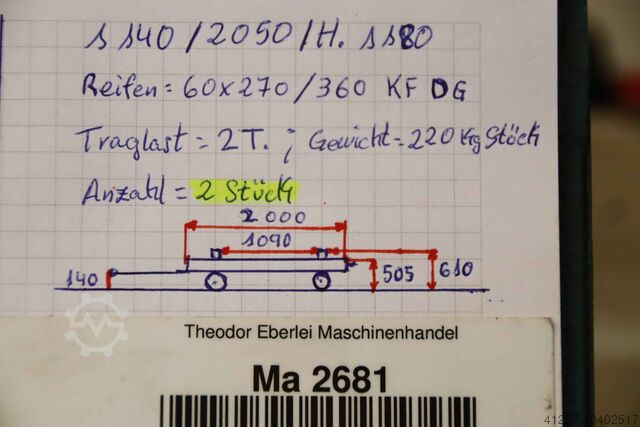 1140/2050/H. 1180
Reifen = 60x270/360 KF DG
Traglast = 2T. ; Gewicht = 220 Kg Stöck
Anzahl = 2 Stück
2000
1090
140
505
610
Theodor Eberlei Maschinenhandel
Ma 2681